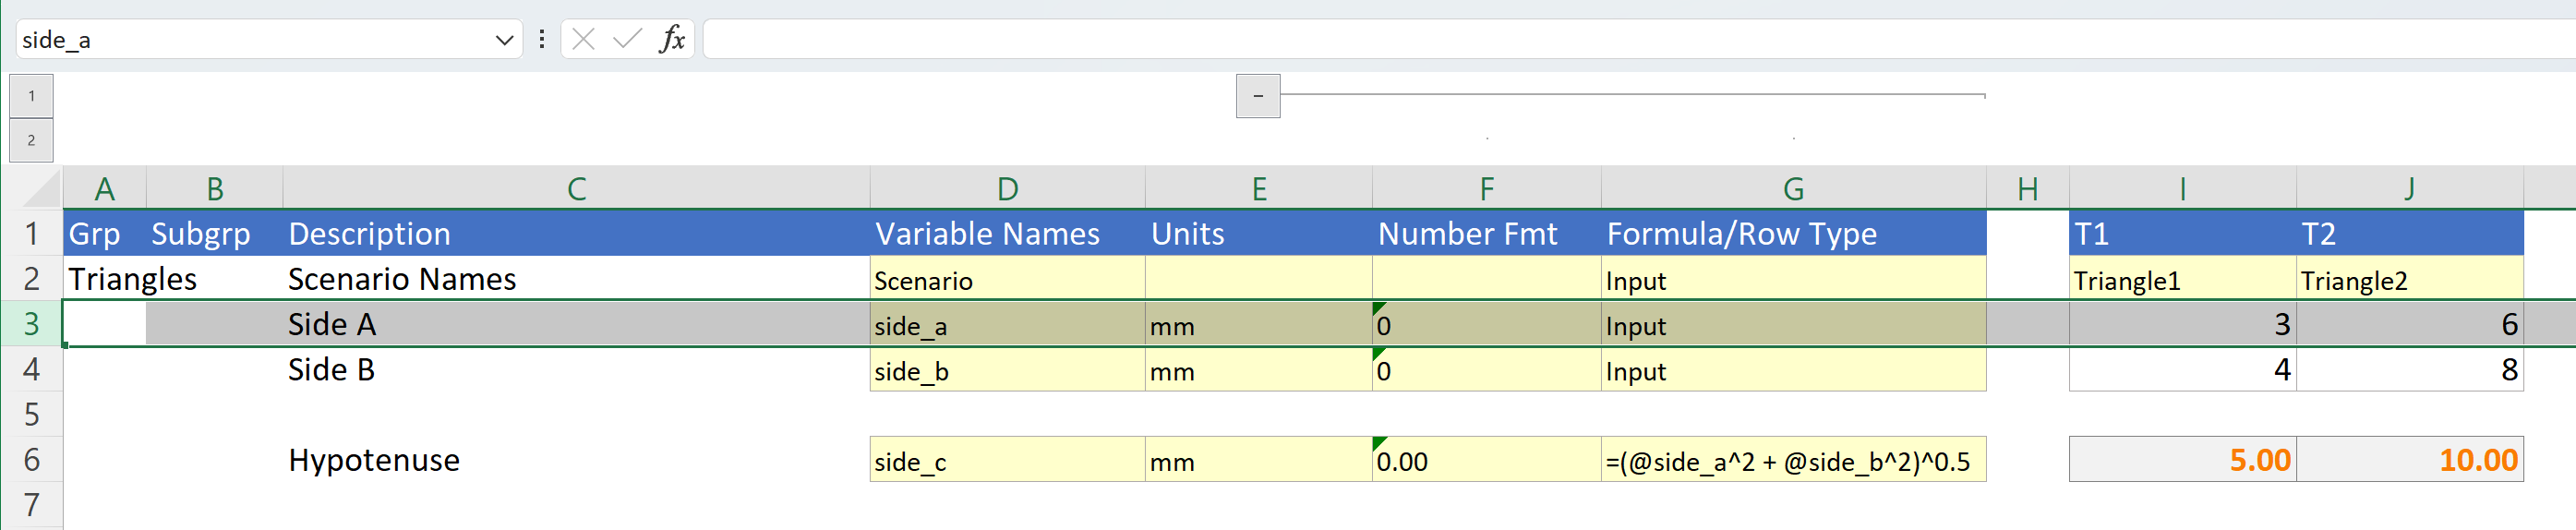 side_a fx
1 -
2
A B C D E F G H I J
1 Grp Subgrp Description Variable Names Units Number Fmt Formula/Row Type T1 T2
2 Triangles Scenario Names Scenario Input Triangle1 Triangle2
3 Side A side_a mm 0 Input 3 6
4 Side B side_b mm 0 Input 4 8
5
6 Hypotenuse side_c mm 0.00 =(@side_a^2 + @side_b^2)^0.5 5.00 10.00
7